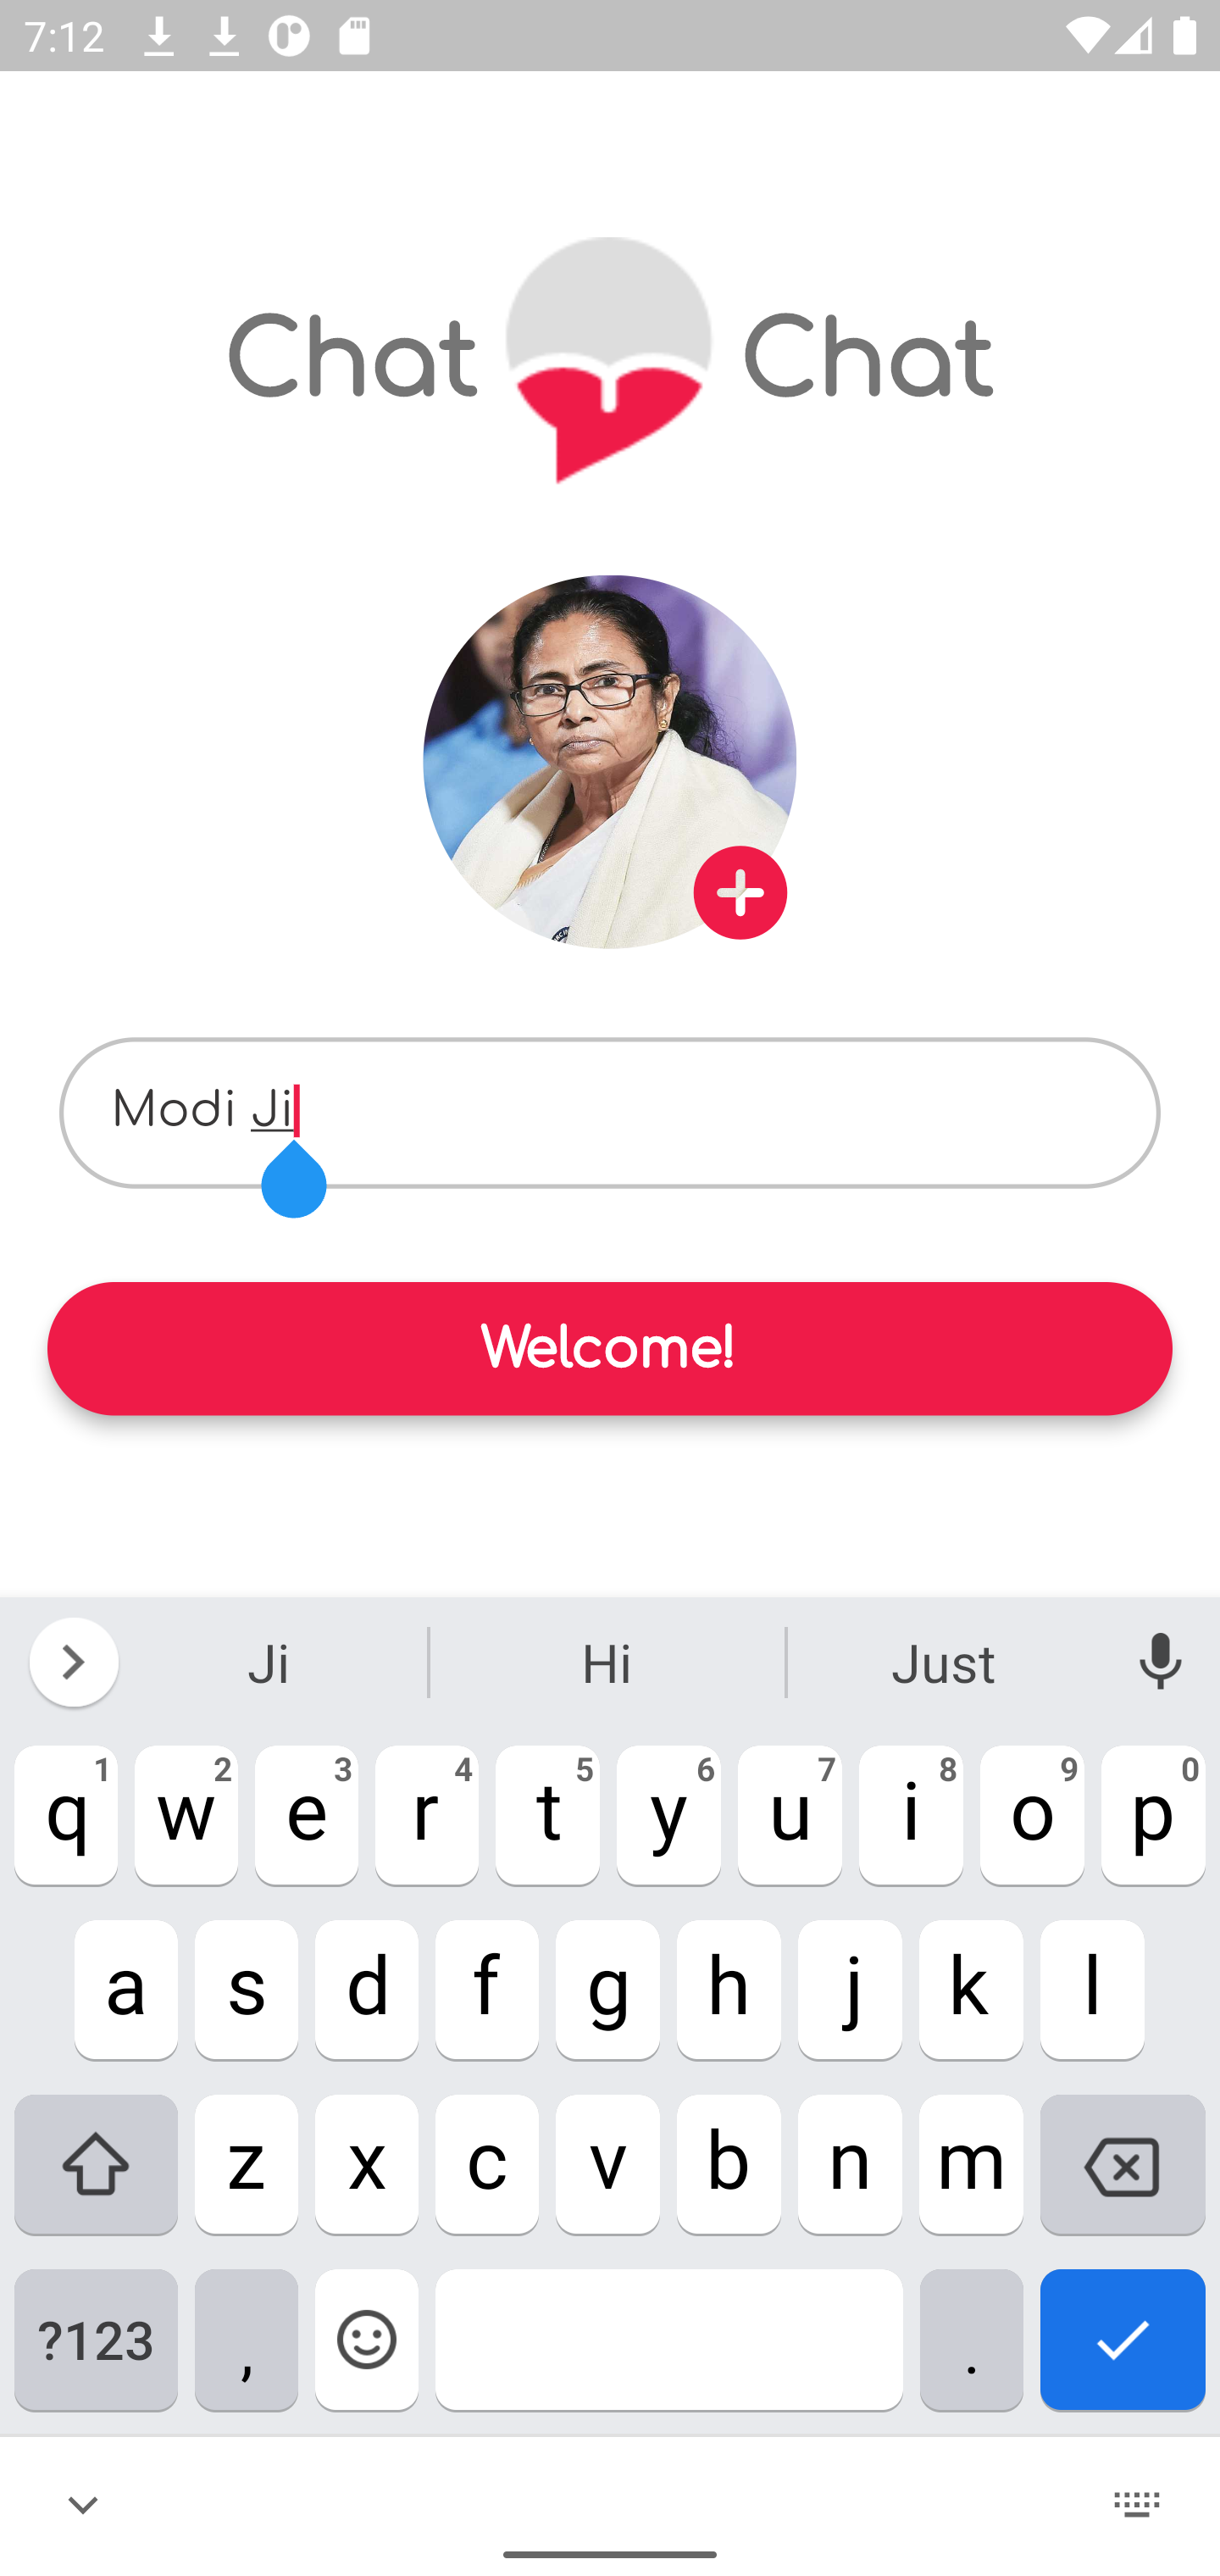 7:12
Chat Chat
Modi Ji
Welcome!
Ji Hi Just
1 2 3 4 5 6 7 8 9 0
q w e r t y u i o p
a s d f g h j k l
z x c v b n m
?123 , .